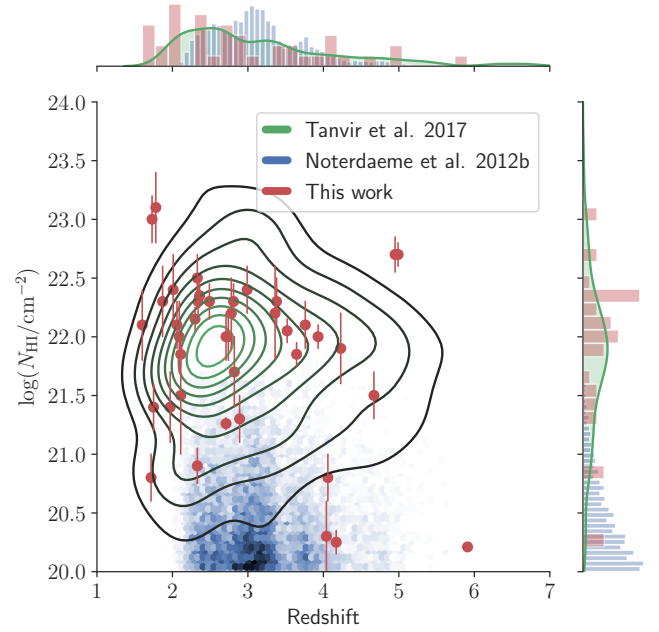 24.0
23.5
23.0
22.5
22.0
21.5
21.0
20.5
20.0
log(N_HI/cm⁻²)
Tanvir et al. 2017
Noterdaeme et al. 2012b
This work
1 2 3 4 5 6 7
Redshift